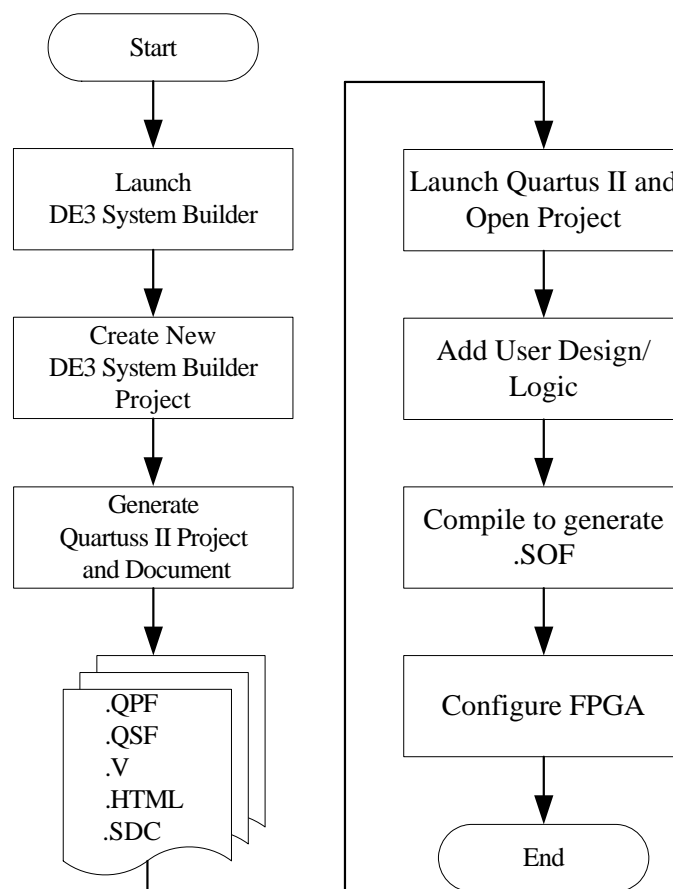 Start
Launch
DE3 System Builder
Create New
DE3 System Builder
Project
Generate
Quartuss II Project
and Document
.QPF
.QSF
.V
.HTML
.SDC
Launch Quartus II and
Open Project
Add User Design/
Logic
Compile to generate
.SOF
Configure FPGA
End